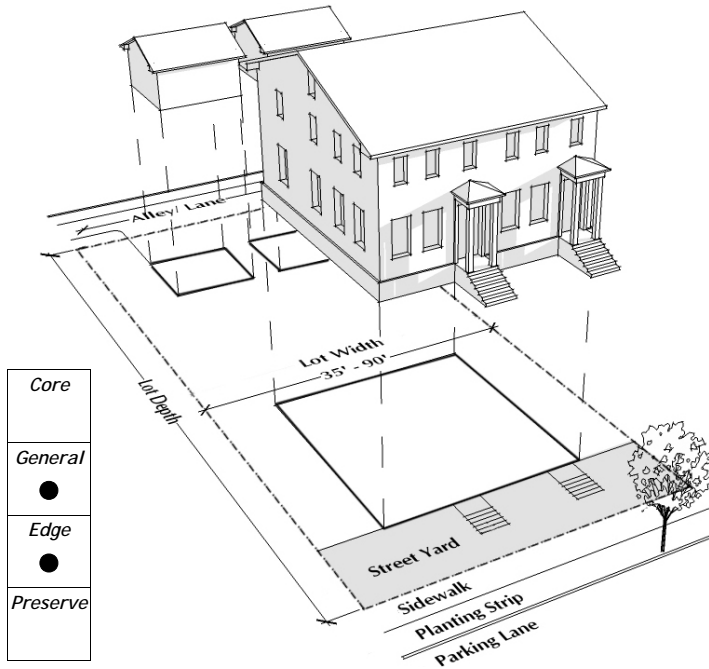 Alley/ Lane
Lot Width
35' - 90'
Lot Depth
Core
General
Edge
Preserve
Street Yard
Sidewalk
Planting Strip
Parking Lane